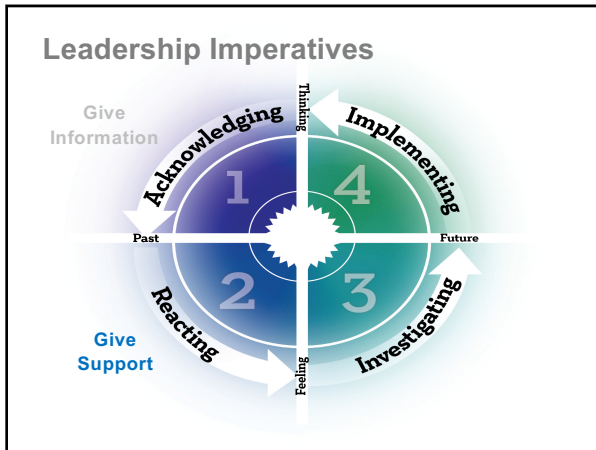 Leadership Imperatives
Give
Information
Acknowledging
Thinking
Implementing
1
4
Past
Future
2
3
Reacting
Investigating
Give
Support
Feeling